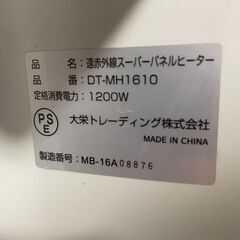 品　名：遠赤外線スーパーパネルヒーター
品　番：DT-MH1610
定格消費電力：1200W
PSE
大栄トレーディング株式会社
MADE IN CHINA
製造番号：MB-16A08876